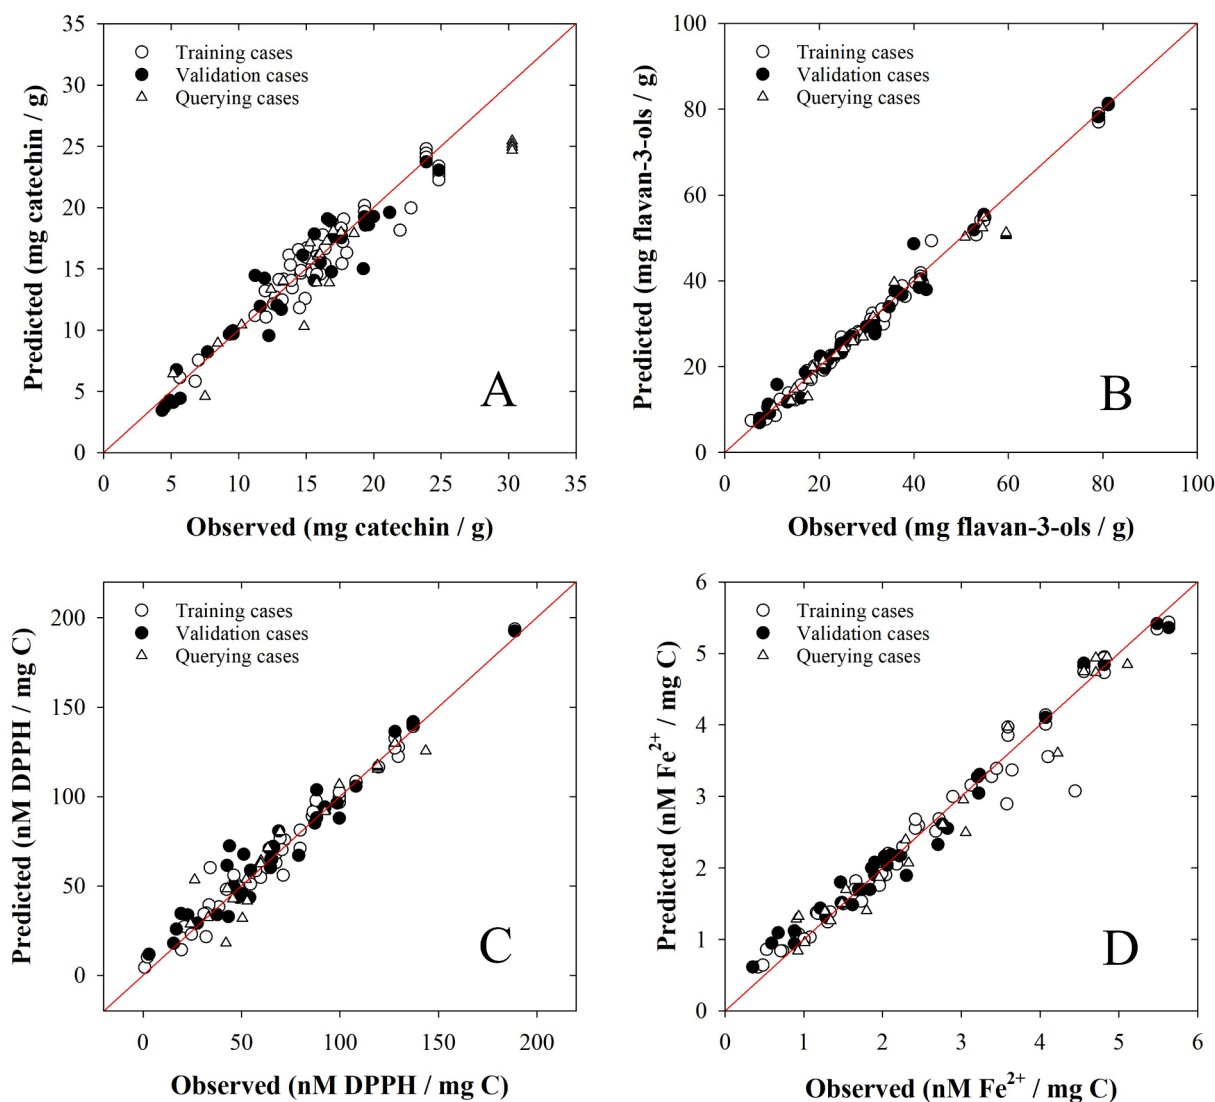 35
30
25
20
15
10
5
0
Predicted (mg catechin / g)
Training cases
Validation cases
Querying cases
A
0 5 10 15 20 25 30 35
Observed (mg catechin / g)
100
80
60
40
20
0
Predicted (mg flavan-3-ols / g)
Training cases
Validation cases
Querying cases
B
0 20 40 60 80 100
Observed (mg flavan-3-ols / g)
200
150
100
50
0
Predicted (nM DPPH / mg C)
Training cases
Validation cases
Querying cases
C
0 50 100 150 200
Observed (nM DPPH / mg C)
6
5
4
3
2
1
0
Predicted (nM Fe²⁺ / mg C)
Training cases
Validation cases
Querying cases
D
0 1 2 3 4 5 6
Observed (nM Fe²⁺ / mg C)